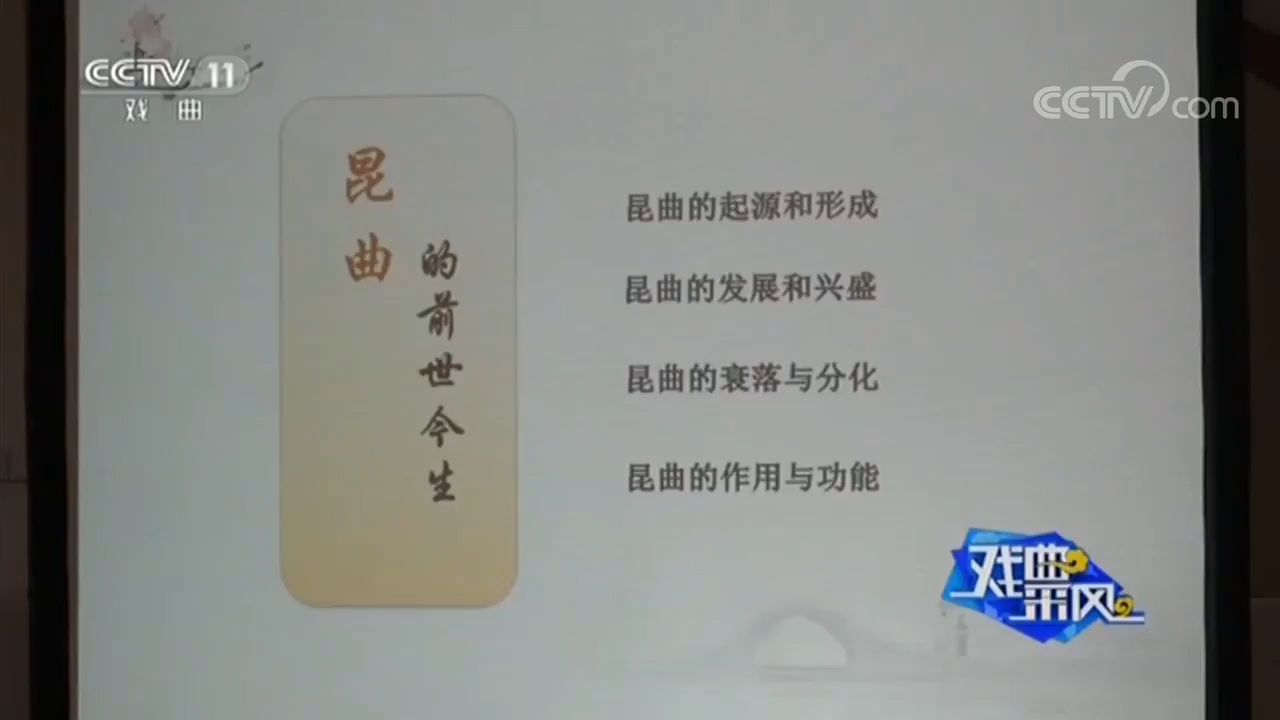 CCTV 11
戏曲
CCTV.com
昆曲
的前世今生
昆曲的起源和形成
昆曲的发展和兴盛
昆曲的衰落与分化
昆曲的作用与功能
戏曲采风